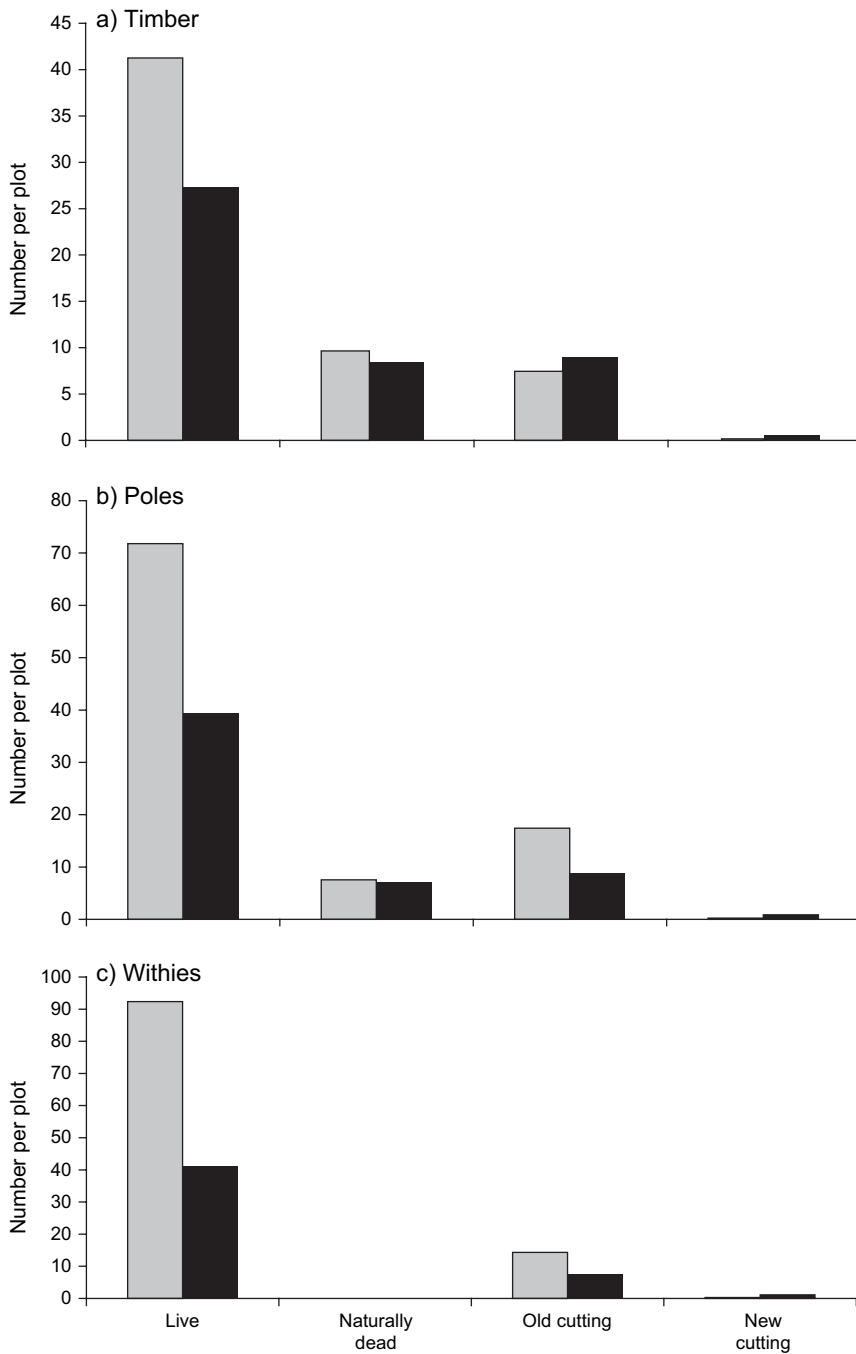 a) Timber
45
40
35
30
25
20
15
10
5
0
Number per plot
b) Poles
80
70
60
50
40
30
20
10
0
Number per plot
c) Withies
100
90
80
70
60
50
40
30
20
10
0
Number per plot
Live
Naturally
dead
Old cutting
New
cutting